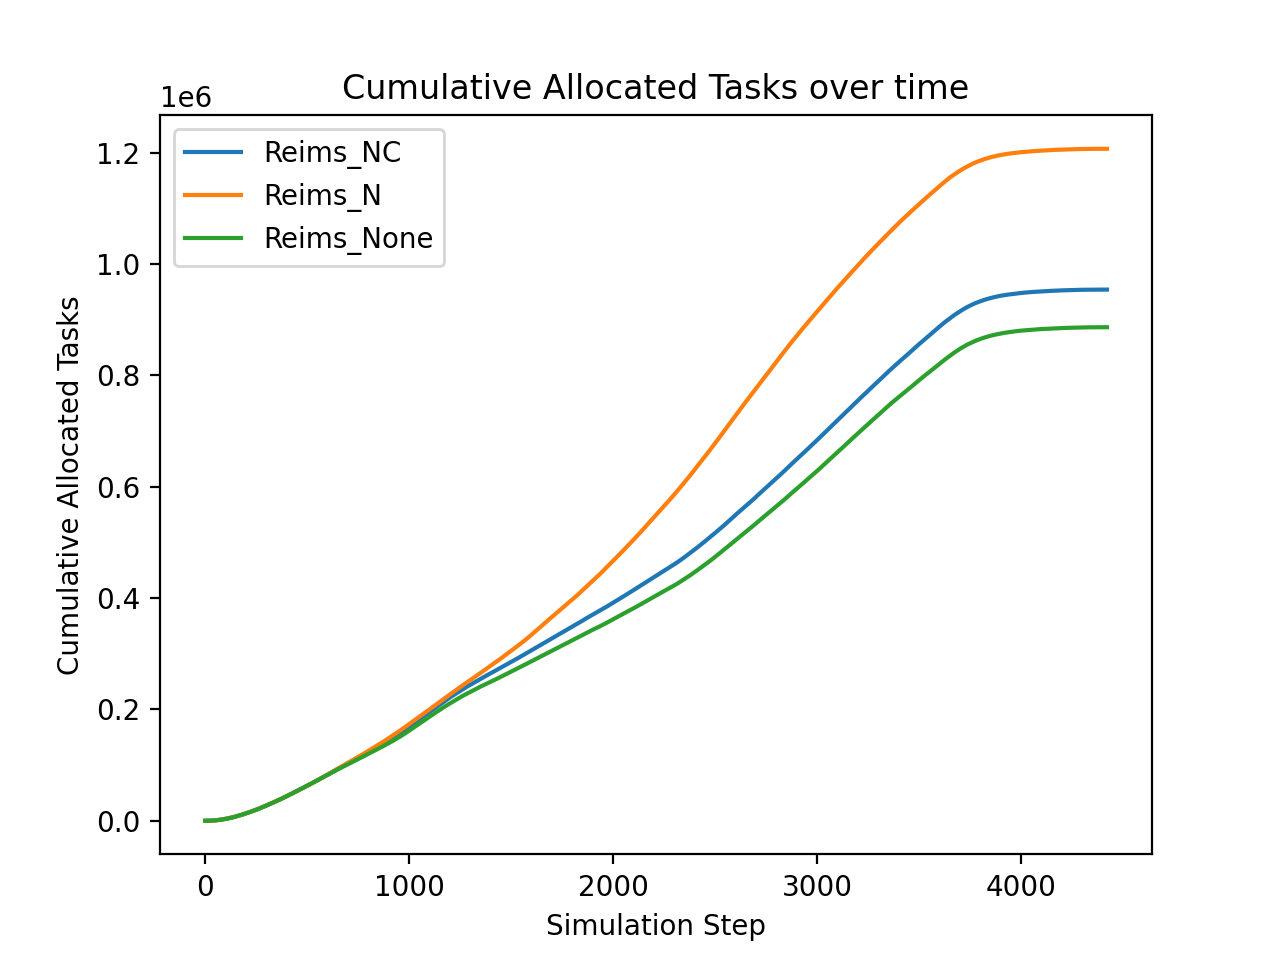 Cumulative Allocated Tasks over time
1e6
Reims_NC
Reims_N
Reims_None
Cumulative Allocated Tasks
1.2
1.0
0.8
0.6
0.4
0.2
0.0
0 1000 2000 3000 4000
Simulation Step